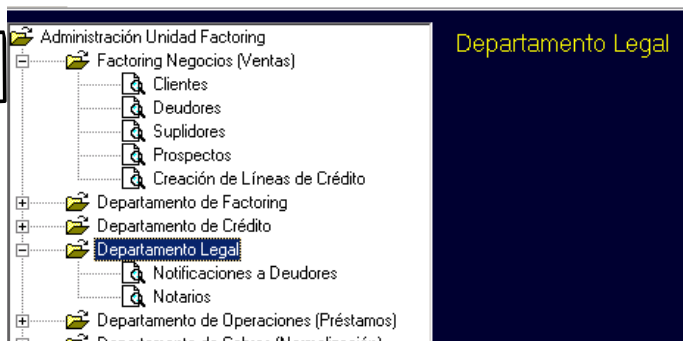 Administración Unidad Factoring
Departamento Legal
Factoring Negocios (Ventas)
Clientes
Deudores
Suplidores
Prospectos
Creación de Líneas de Crédito
Departamento de Factoring
Departamento de Crédito
Departamento Legal
Notificaciones a Deudores
Notarios
Departamento de Operaciones (Préstamos)